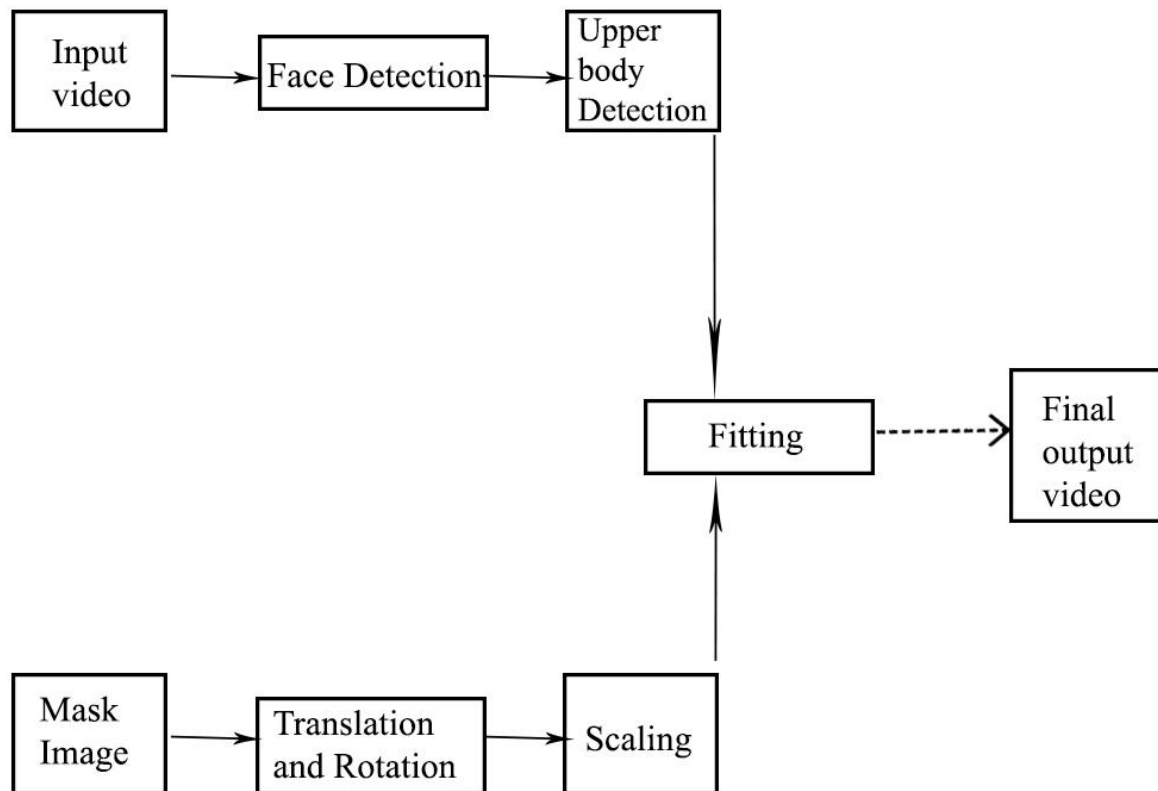 Input
video
Face Detection
Upper
body
Detection
Fitting
Final
output
video
Mask
Image
Translation
and Rotation
Scaling